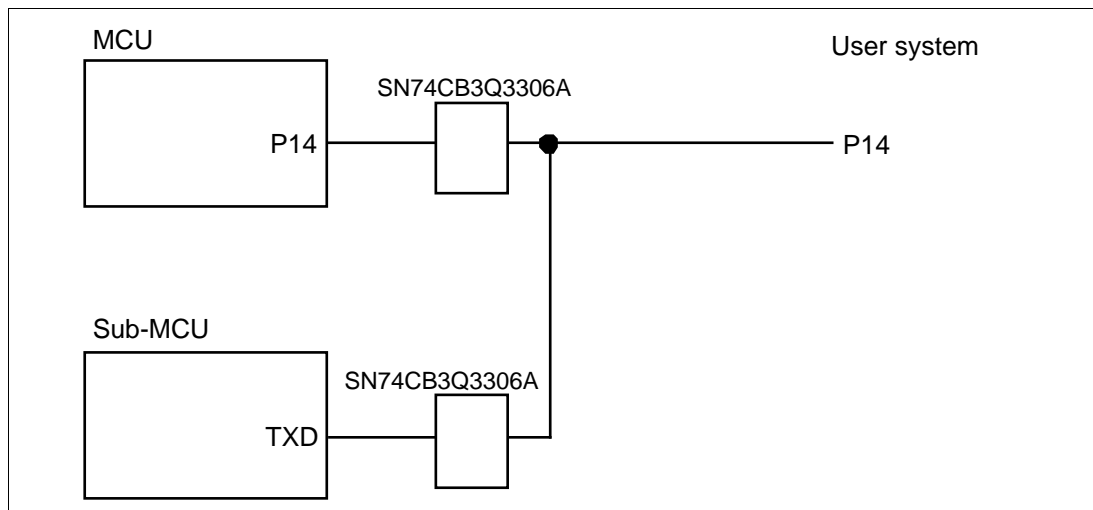 MCU
User system
SN74CB3Q3306A
P14
P14
Sub-MCU
SN74CB3Q3306A
TXD